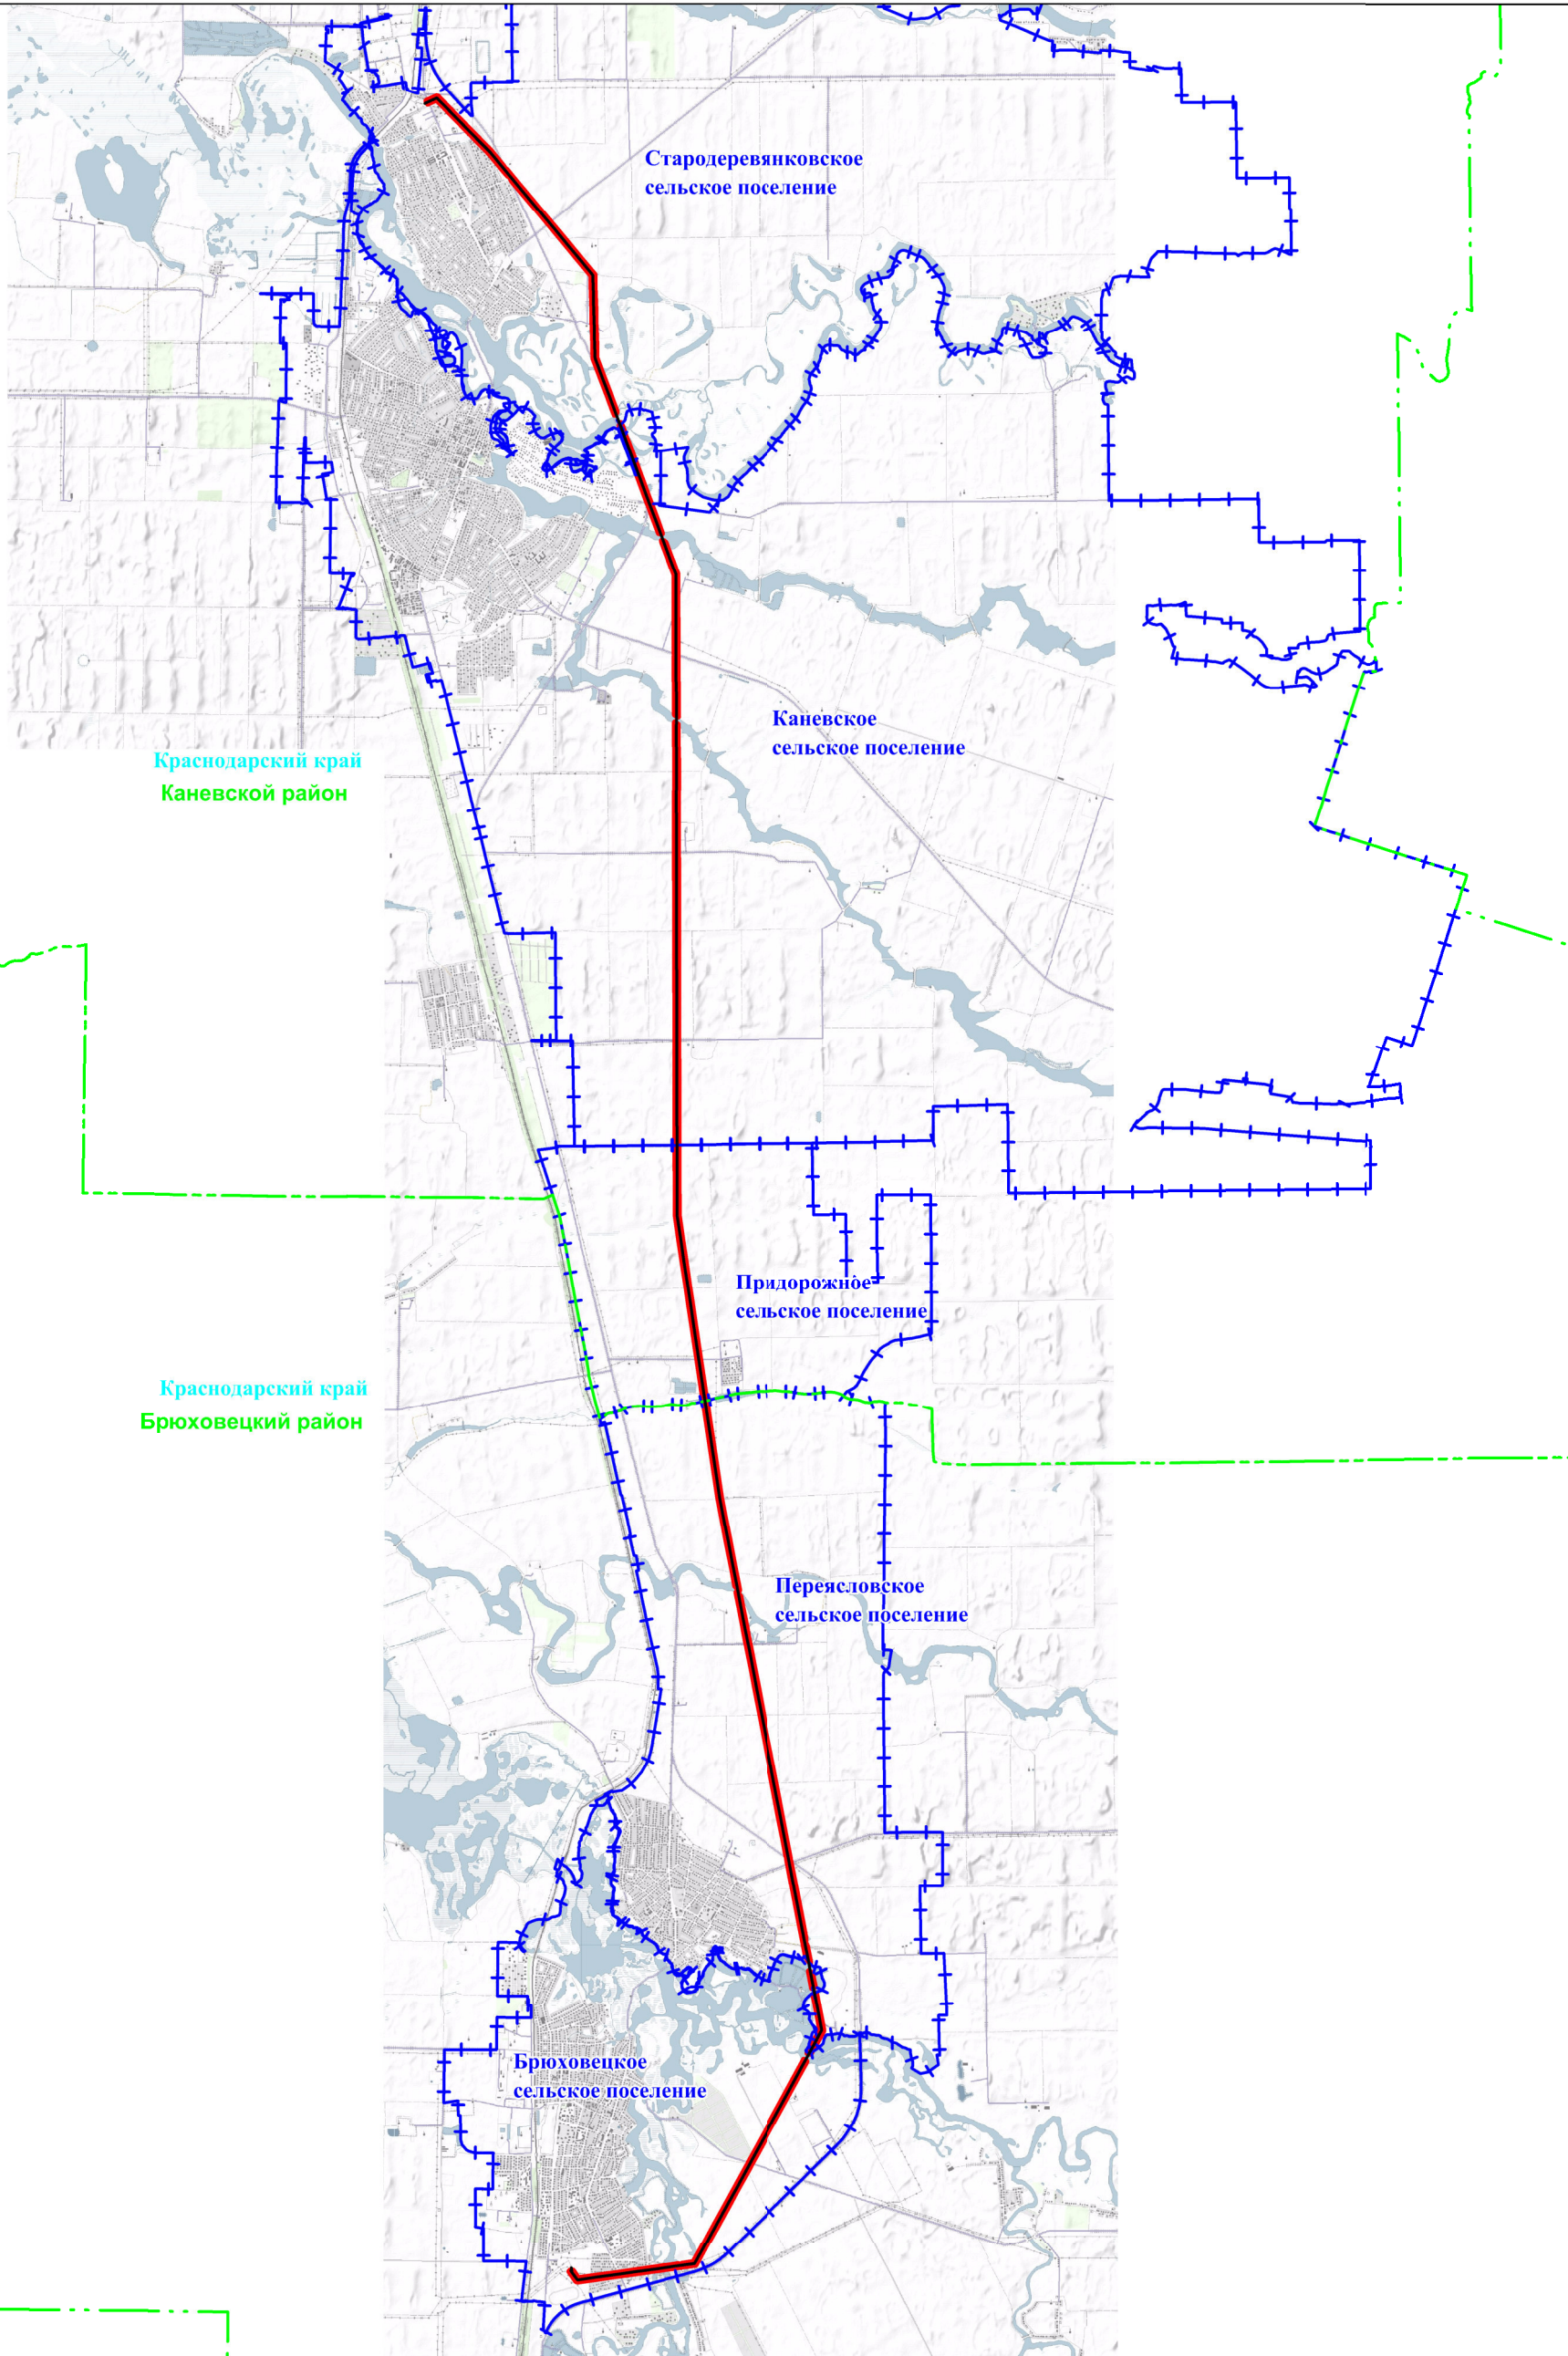 Стародеревянковское
сельское поселение
Каневское
сельское поселение
Краснодарский край
Каневской район
Придорожное
сельское поселение
Краснодарский край
Брюховецкий район
Переясловское
сельское поселение
Брюховецкое
сельское поселение